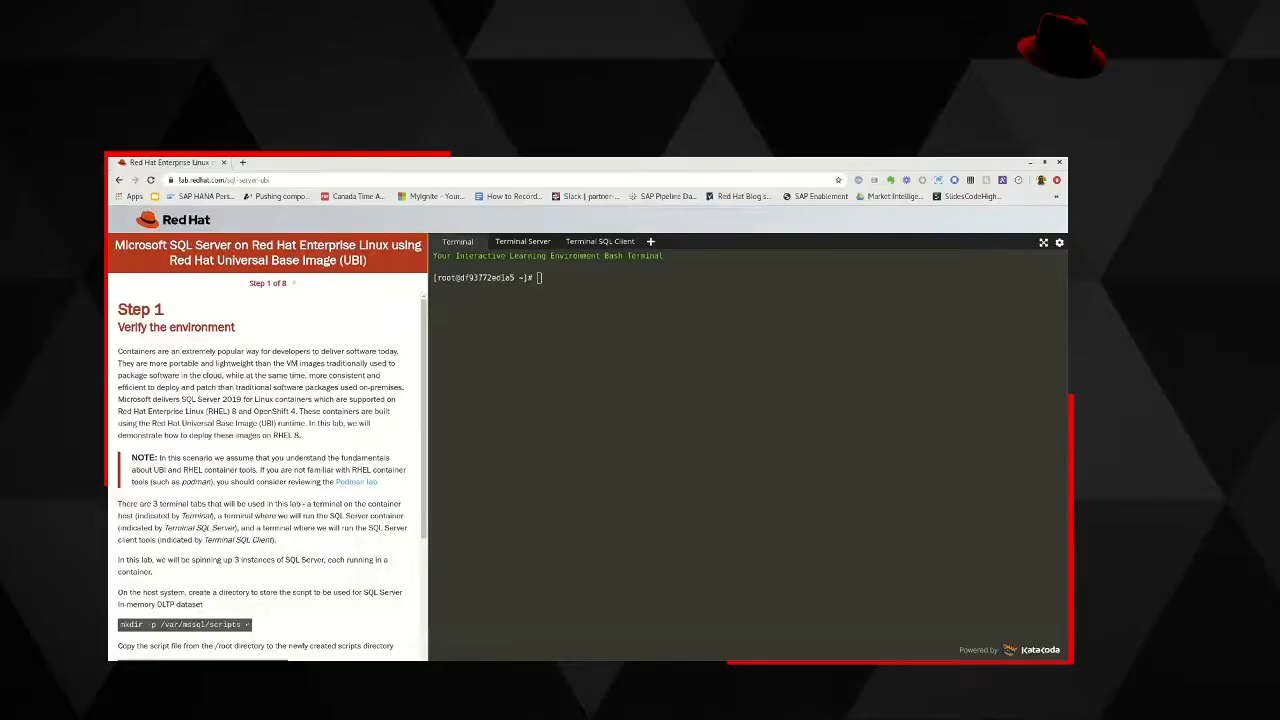 Red Hat Enterprise Linux
lab.redhat.com/sql-server-ubi
Apps SAP HANA Pers... Pushing compo... Canada Time A... MyIgnite - Your... How to Record... Slack | partner-... SAP Pipeline Da... Red Hat Blog s... SAP Enablement Market Intellige... SlidesCodeHigh...
Red Hat
Microsoft SQL Server on Red Hat Enterprise Linux using
Red Hat Universal Base Image (UBI)
Step 1 of 8
Step 1
Verify the environment
Containers are an extremely popular way for developers to deliver software today.
They are more portable and lightweight than the VM images traditionally used to
package software in the cloud, while at the same time, more consistent and
efficient to deploy and patch than traditional software packages used on-premises.
Microsoft delivers SQL Server 2019 for Linux containers which are supported on
Red Hat Enterprise Linux (RHEL) 8 and OpenShift 4. These containers are built
using the Red Hat Universal Base Image (UBI) runtime. In this lab, we will
demonstrate how to deploy these images on RHEL 8.
NOTE: In this scenario we assume that you understand the fundamentals
about UBI and RHEL container tools. If you are not familiar with RHEL container
tools (such as podman), you should consider reviewing the Podman lab
There are 3 terminal tabs that will be used in this lab - a terminal on the container
host (indicated by Terminal), a terminal where we will run the SQL Server container
(indicated by Terminal SQL Server), and a terminal where we will run the SQL Server
client tools (indicated by Terminal SQL Client).
In this lab, we will be spinning up 3 instances of SQL Server, each running in a
container.
On the host system, create a directory to store the script to be used for SQL Server
In-memory OLTP dataset
mkdir -p /var/mssql/scripts
Copy the script file from the /root directory to the newly created scripts directory
Terminal Terminal Server Terminal SQL Client
Your Interactive Learning Environment Bash Terminal
[root@df93772ed1a5 ~]#
Powered by Katacoda